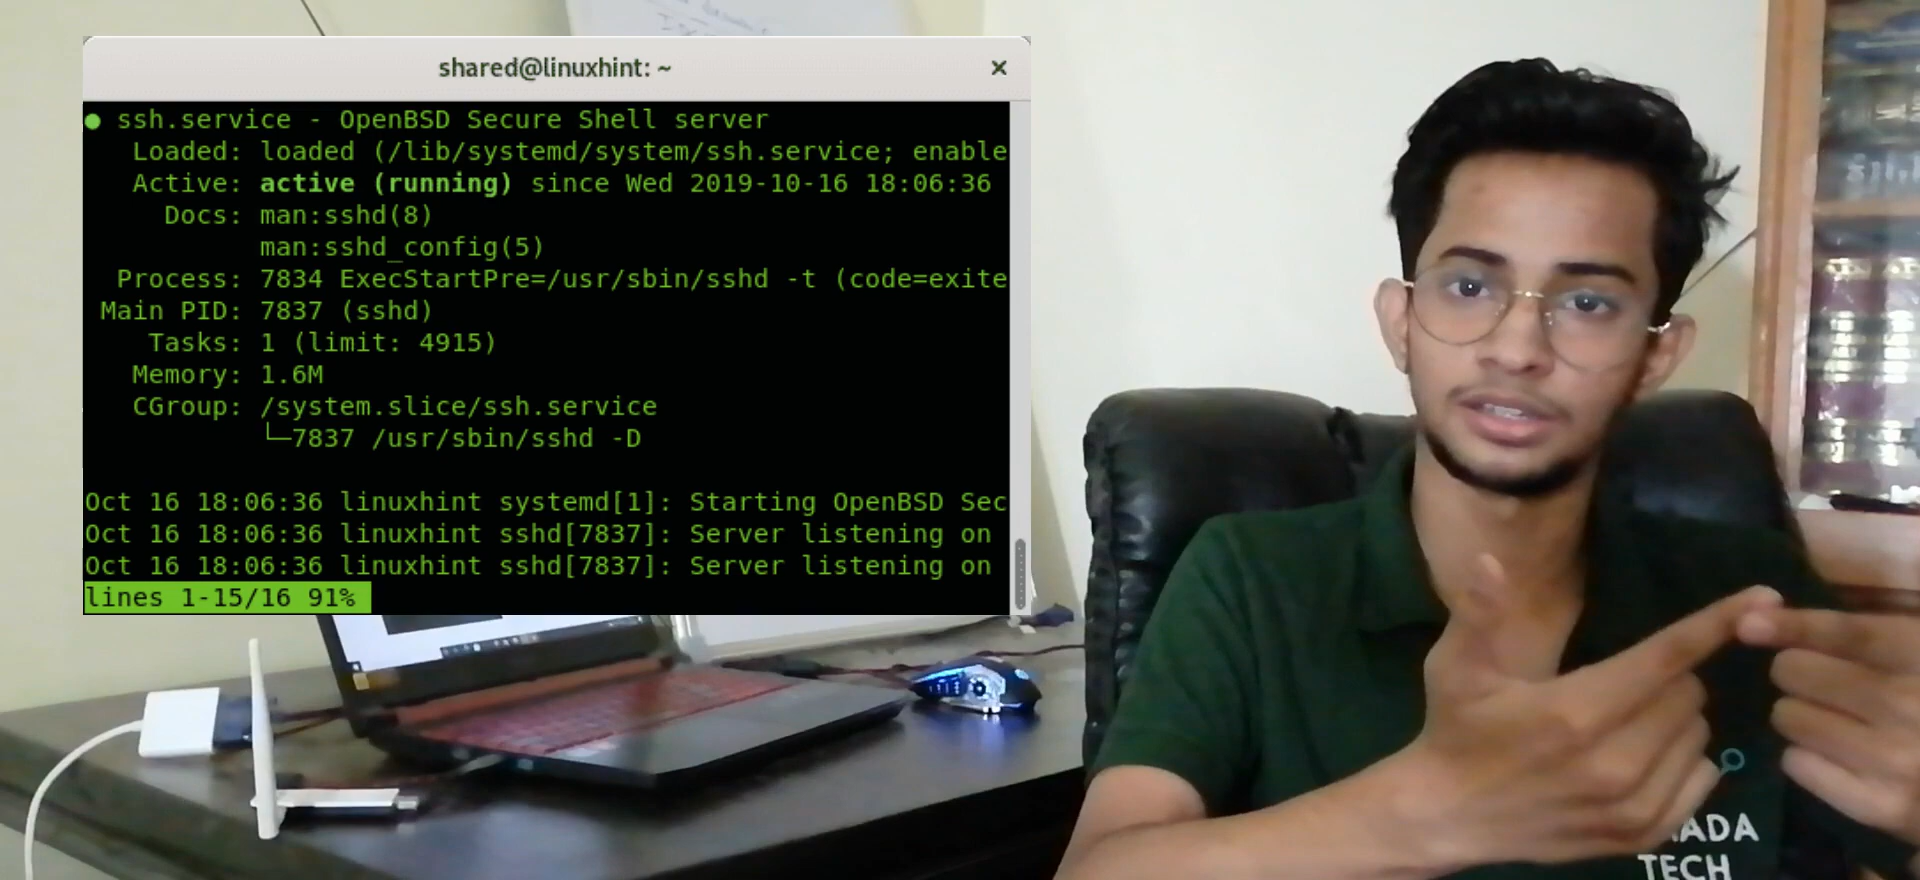 shared@linuxhint: ~
● ssh.service - OpenBSD Secure Shell server
Loaded: loaded (/lib/systemd/system/ssh.service; enable
Active: active (running) since Wed 2019-10-16 18:06:36
Docs: man:sshd(8)
man:sshd_config(5)
Process: 7834 ExecStartPre=/usr/sbin/sshd -t (code=exite
Main PID: 7837 (sshd)
Tasks: 1 (limit: 4915)
Memory: 1.6M
CGroup: /system.slice/ssh.service
└─7837 /usr/sbin/sshd -D
Oct 16 18:06:36 linuxhint systemd[1]: Starting OpenBSD Sec
Oct 16 18:06:36 linuxhint sshd[7837]: Server listening on
Oct 16 18:06:36 linuxhint sshd[7837]: Server listening on
lines 1-15/16 91%
TECH